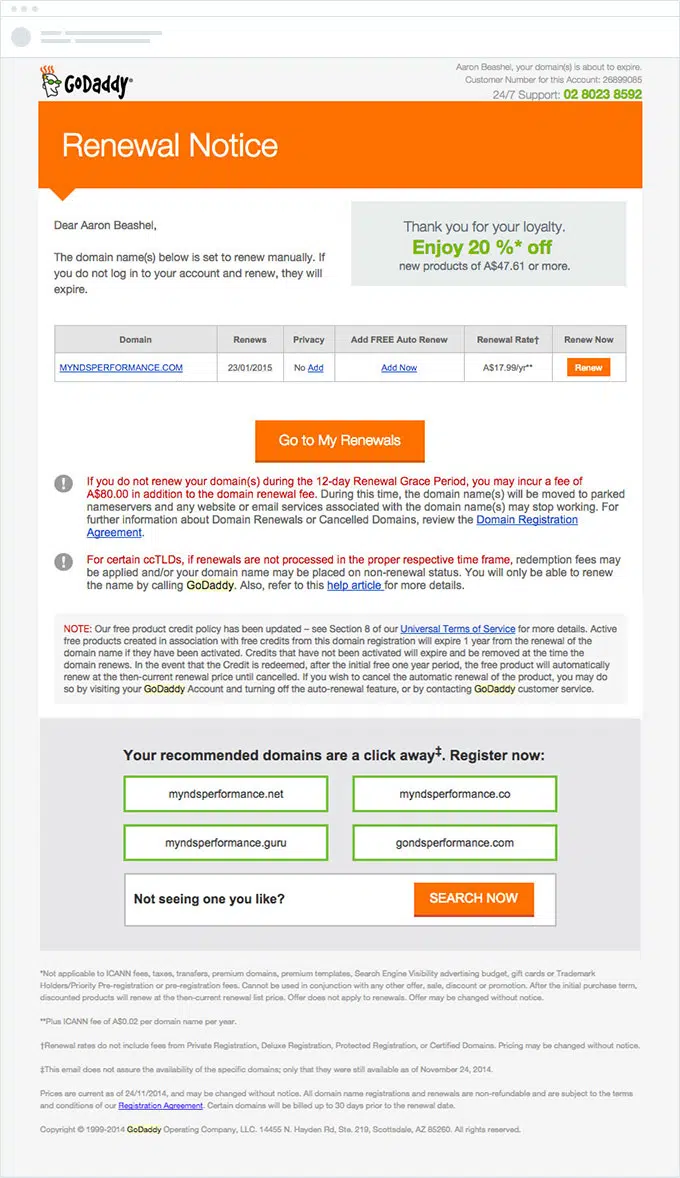 GoDaddy
Aaron Beashel, your domain(s) is about to expire.
Customer Number for this Account: 26899085
24/7 Support: 02 8023 8592
Renewal Notice
Dear Aaron Beashel,
The domain name(s) below is set to renew manually. If
you do not log in to your account and renew, they will
expire.
Thank you for your loyalty.
Enjoy 20 %* off
new products of A$47.61 or more.
Domain Renews Privacy Add FREE Auto Renew Renewal Rate† Renew Now
MYNDSPERFORMANCE.COM 23/01/2015 No Add Add Now A$17.99/yr** Renew
Go to My Renewals
If you do not renew your domain(s) during the 12-day Renewal Grace Period, you may incur a fee of
A$80.00 in addition to the domain renewal fee. During this time, the domain name(s) will be moved to parked
nameservers and any website or email services associated with the domain name(s) may stop working. For
further information about Domain Renewals or Cancelled Domains, review the Domain Registration
Agreement.
For certain ccTLDs, if renewals are not processed in the proper respective time frame, redemption fees may
be applied and/or your domain name may be placed on non-renewal status. You will only be able to renew
the name by calling GoDaddy. Also, refer to this help article for more details.
NOTE: Our free product credit policy has been updated – see Section 8 of our Universal Terms of Service for more details. Active
free products created in association with free credits from this domain registration will expire 1 year from the renewal of the
domain name if they have been activated. Credits that have not been activated will expire and be removed at the time the
domain renews. In the event that the Credit is redeemed, after the initial free one year period, the free product will automatically
renew at the then-current renewal price until cancelled. If you wish to cancel the automatic renewal of the product, you may do
so by visiting your GoDaddy Account and turning off the auto-renewal feature, or by contacting GoDaddy customer service.
Your recommended domains are a click away‡. Register now:
myndsperformance.net
myndsperformance.co
myndsperformance.guru
gondsperformance.com
Not seeing one you like?
SEARCH NOW
*Not applicable to ICANN fees, taxes, transfers, premium domains, premium templates, Search Engine Visibility advertising budget, gift cards or Trademark
Holders/Priority Pre-registration or pre-registration fees. Cannot be used in conjunction with any other offer, sale, discount or promotion. After the initial purchase term,
discounted products will renew at the then-current renewal list price. Offer does not apply to renewals. Offer may be changed without notice.
**Plus ICANN fee of A$0.02 per domain name per year.
†Renewal rates do not include fees from Private Registration, Deluxe Registration, Protected Registration, or Certified Domains. Pricing may be changed without notice.
‡This email does not assure the availability of the specific domains; only that they were still available as of November 24, 2014.
Prices are current as of 24/11/2014, and may be changed without notice. All domain name registrations and renewals are non-refundable and are subject to the terms
and conditions of our Registration Agreement. Certain domains will be billed up to 30 days prior to the renewal date.
Copyright © 1999-2014 GoDaddy Operating Company, LLC. 14455 N. Hayden Rd, Ste. 219, Scottsdale, AZ 85260. All rights reserved.